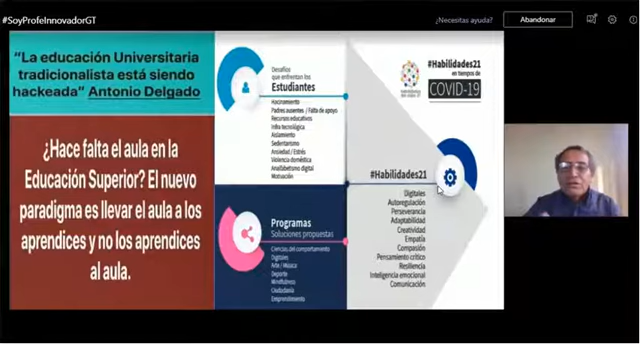 #SoyProfeInnovadorGT
¿Necesitas ayuda?
Abandonar
"La educación Universitaria
tradicionalista está siendo
hackeada" Antonio Delgado
¿Hace falta el aula en la
Educación Superior? El nuevo
paradigma es llevar el aula a los
aprendices y no los aprendices
al aula.
Desafíos
que enfrentan los
Estudiantes
Hacinamiento
Padres ausentes / Falta de apoyo
Recursos educativos
Infra tecnológica
Aislamiento
Sedentarismo
Ansiedad / Estrés
Violencia doméstica
Analfabetismo digital
Motivación
Programas
Soluciones propuestas
Ciencias del comportamiento
Digitales
Arte / Música
Deporte
Mindfulness
Ciudadanía
Emprendimiento
#Habilidades21
en tiempos de
COVID-19
#Habilidades21
Digitales
Autoregulación
Perseverancia
Adaptabilidad
Creatividad
Empatía
Compasión
Pensamiento crítico
Resiliencia
Inteligencia emocional
Comunicación